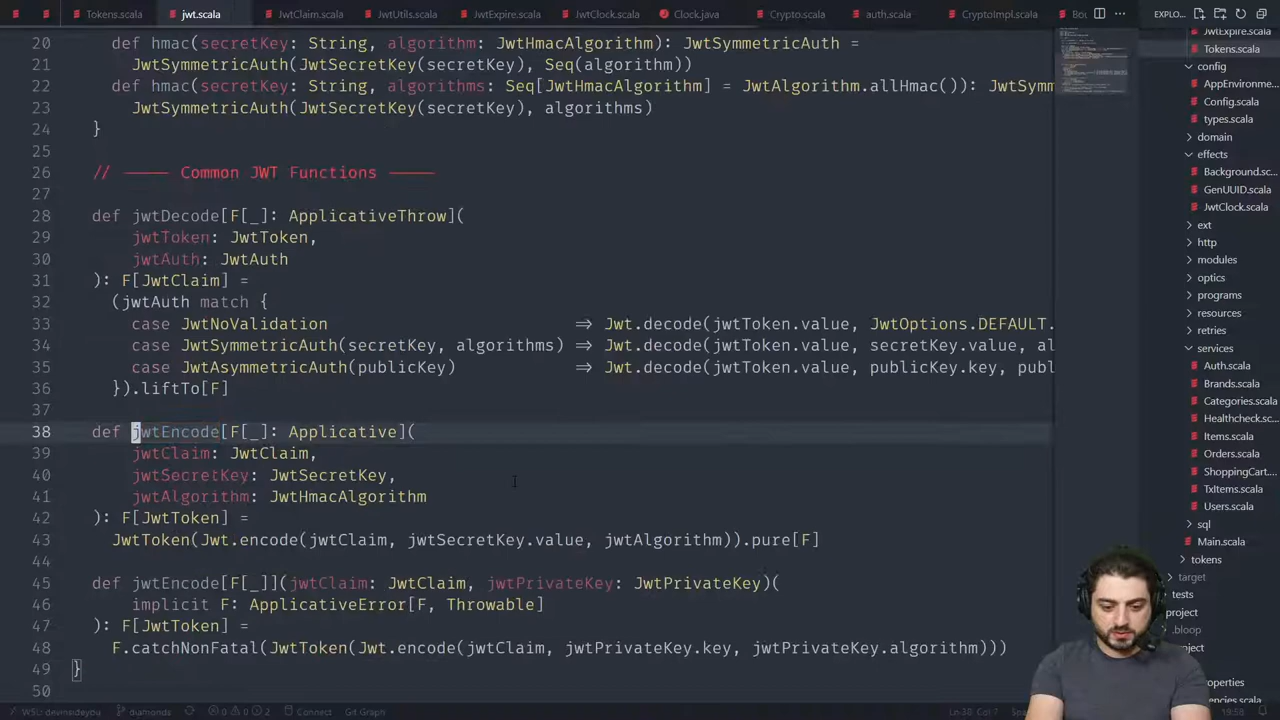 Tokens.scala jwt.scala JwtClaim.scala JwtUtils.scala JwtExpire.scala JwtClock.scala Clock.java Crypto.scala auth.scala CryptoImpl.scala ··· EXPLO...
20 def hmac(secretKey: String, algorithm: JwtHmacAlgorithm): JwtSymmetricAuth =
21 JwtSymmetricAuth(JwtSecretKey(secretKey), Seq(algorithm))
22 def hmac(secretKey: String, algorithms: Seq[JwtHmacAlgorithm] = JwtAlgorithm.allHmac()): JwtSymm
23 JwtSymmetricAuth(JwtSecretKey(secretKey), algorithms)
24 }
25
26 // ——— Common JWT Functions ———
27
28 def jwtDecode[F[_]: ApplicativeThrow](
29 jwtToken: JwtToken,
30 jwtAuth: JwtAuth
31 ): F[JwtClaim] =
32 (jwtAuth match {
33 case JwtNoValidation ⇒ Jwt.decode(jwtToken.value, JwtOptions.DEFAULT.
34 case JwtSymmetricAuth(secretKey, algorithms) ⇒ Jwt.decode(jwtToken.value, secretKey.value, al
35 case JwtAsymmetricAuth(publicKey) ⇒ Jwt.decode(jwtToken.value, publicKey.key, publ
36 }).liftTo[F]
37
38 def jwtEncode[F[_]: Applicative](
39 jwtClaim: JwtClaim,
40 jwtSecretKey: JwtSecretKey,
41 jwtAlgorithm: JwtHmacAlgorithm
42 ): F[JwtToken] =
43 JwtToken(Jwt.encode(jwtClaim, jwtSecretKey.value, jwtAlgorithm)).pure[F]
44
45 def jwtEncode[F[_]](jwtClaim: JwtClaim, jwtPrivateKey: JwtPrivateKey)(
46 implicit F: ApplicativeError[F, Throwable]
47 ): F[JwtToken] =
48 F.catchNonFatal(JwtToken(Jwt.encode(jwtClaim, jwtPrivateKey.key, jwtPrivateKey.algorithm)))
49 }
50
JwtExpire.scala
Tokens.scala
config
AppEnvironme...
Config.scala
types.scala
domain
effects
Background.sc...
GenUUID.scala
JwtClock.scala
ext
http
modules
optics
programs
resources
retries
services
Auth.scala
Brands.scala
Categories.scala
Healthcheck.sc...
Items.scala
Orders.scala
ShoppingCart...
TxItems.scala
Users.scala
sql
Main.scala
tokens
target
tests
project
.bloop
Connect Git Graph Ln 38, Col 7